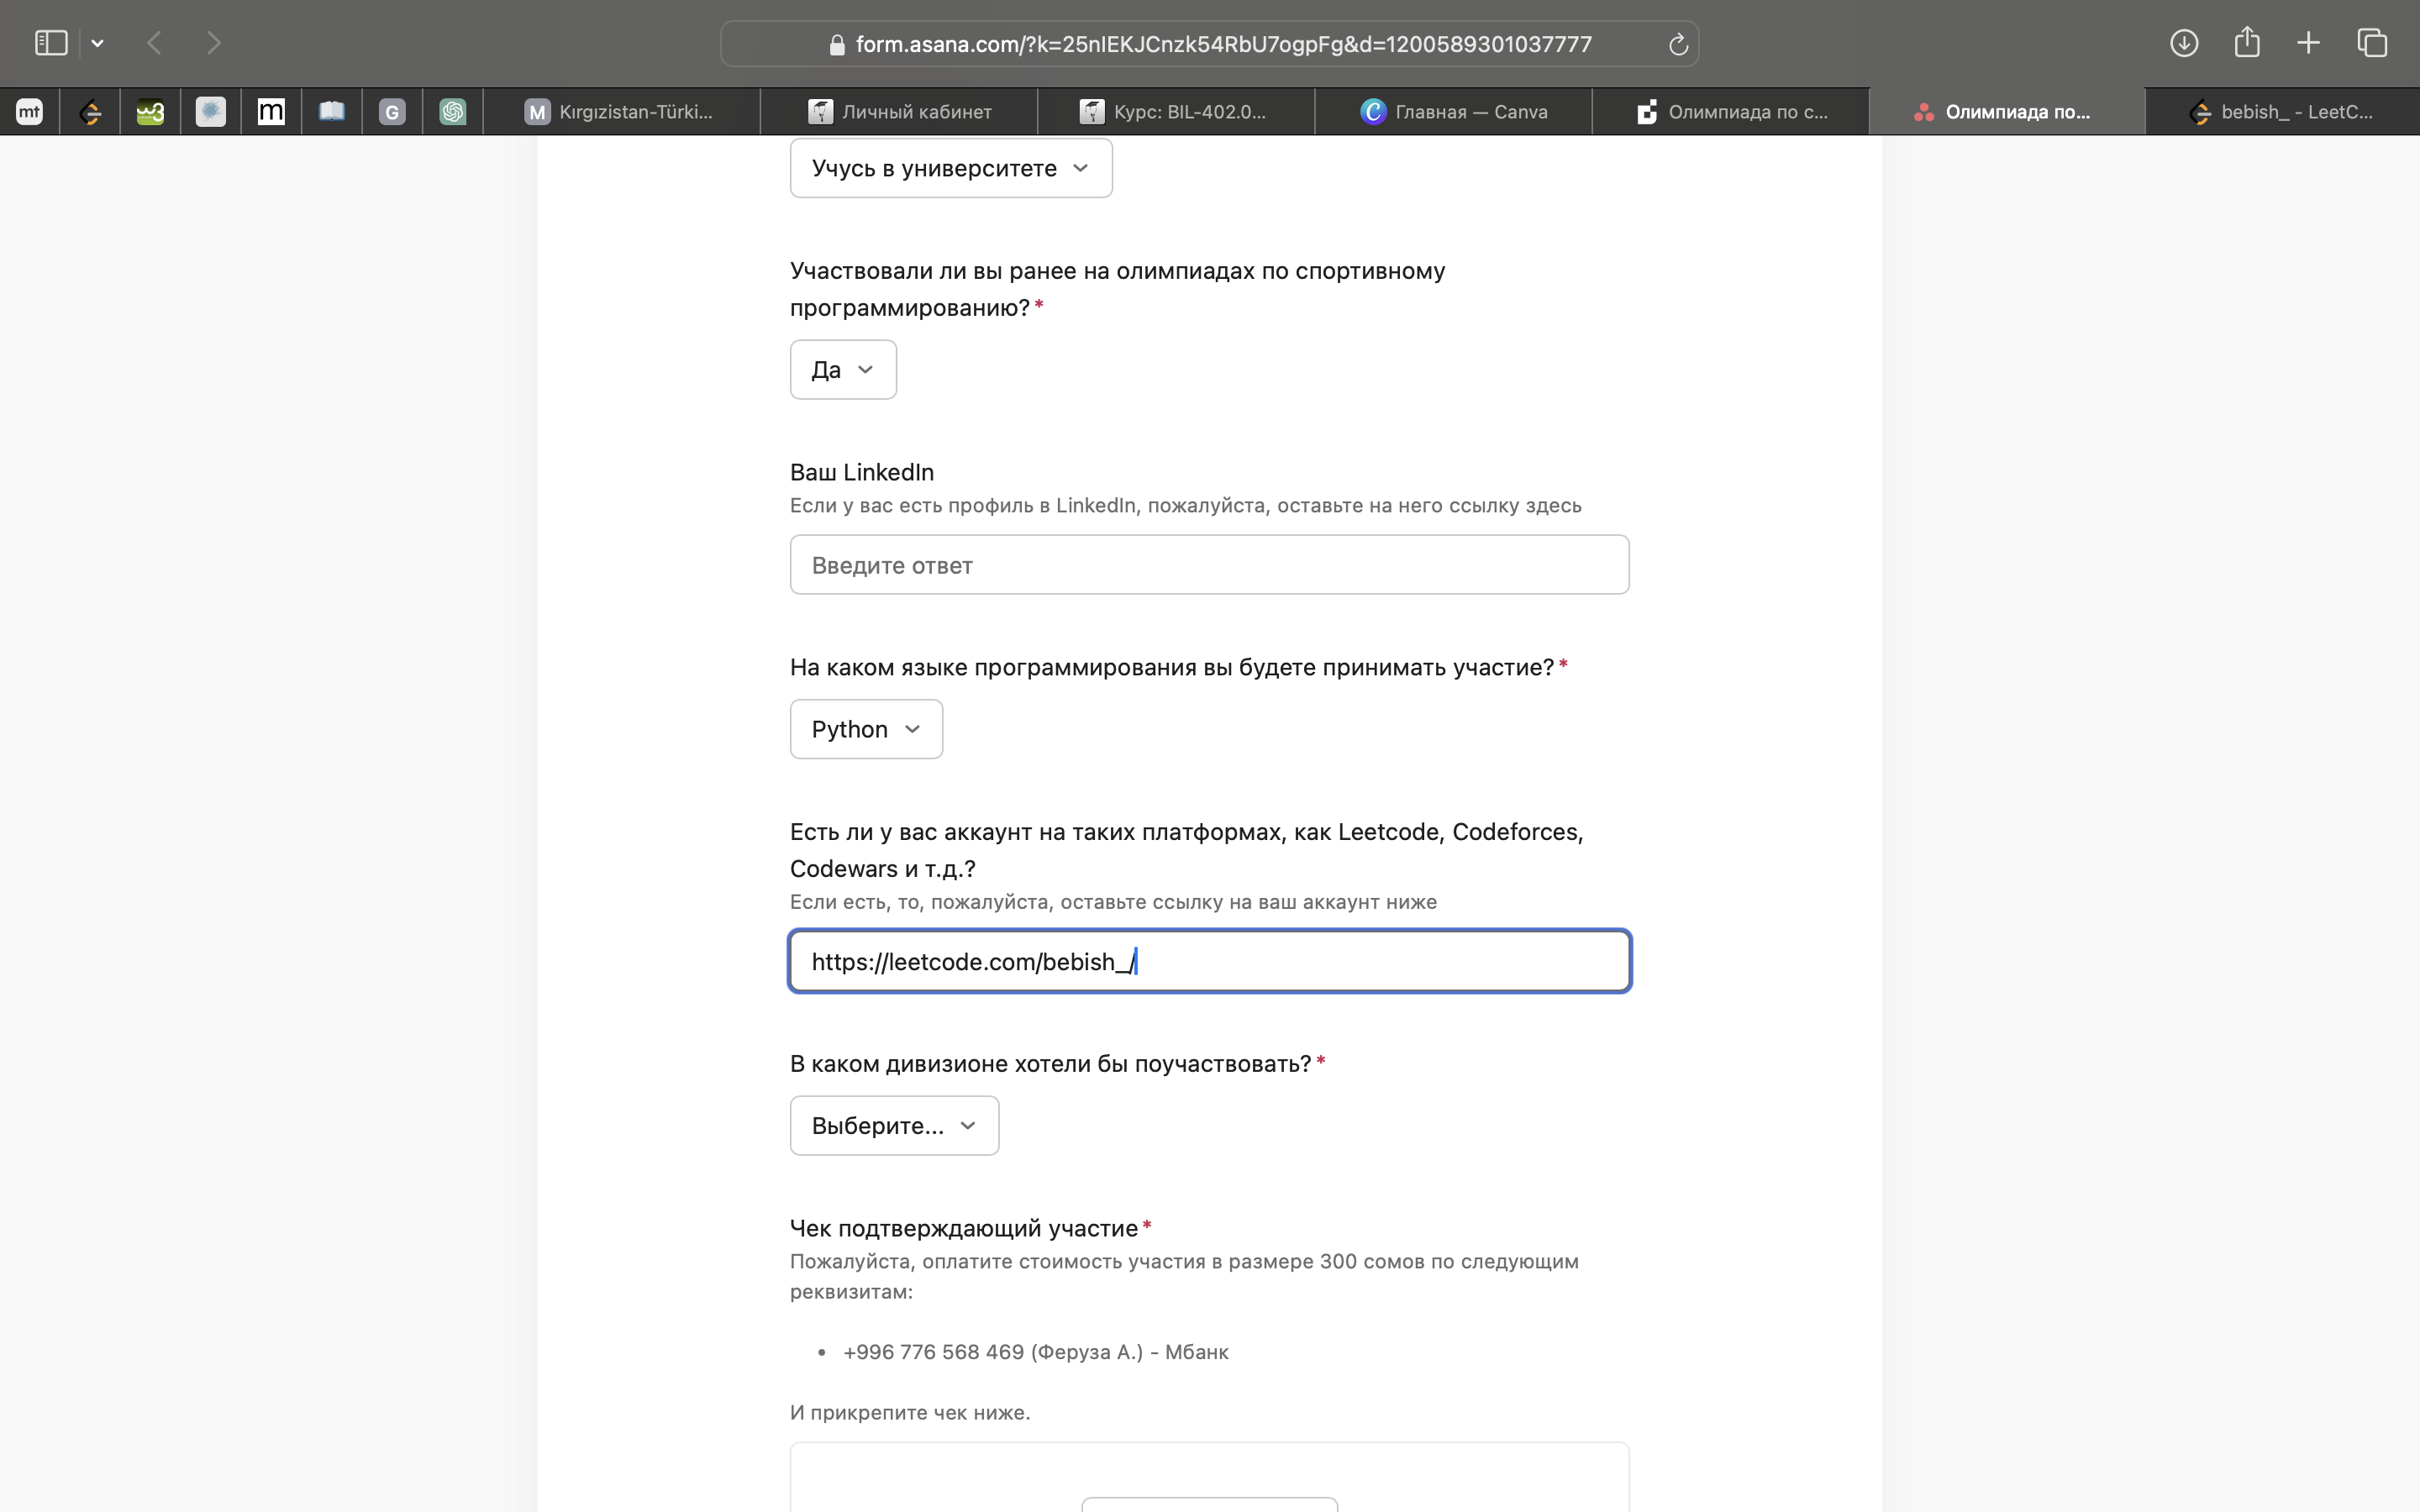 form.asana.com/?k=25nIEKJCnzk54RbU7ogpFg&d=1200589301037777
mt
w3
m
G
M Kırgızistan-Türki...
Личный кабинет
Курс: BIL-402.0...
C Главная — Canva
Олимпиада по с...
Олимпиада по...
bebish_ - LeetC...
Учусь в университете
Участвовали ли вы ранее на олимпиадах по спортивному
программированию?*
Да
Ваш LinkedIn
Если у вас есть профиль в LinkedIn, пожалуйста, оставьте на него ссылку здесь
Введите ответ
На каком языке программирования вы будете принимать участие?*
Python
Есть ли у вас аккаунт на таких платформах, как Leetcode, Codeforces,
Codewars и т.д.?
Если есть, то, пожалуйста, оставьте ссылку на ваш аккаунт ниже
https://leetcode.com/bebish_/
В каком дивизионе хотели бы поучаствовать?*
Выберите...
Чек подтверждающий участие*
Пожалуйста, оплатите стоимость участия в размере 300 сомов по следующим
реквизитам:
• +996 776 568 469 (Феруза А.) - Мбанк
И прикрепите чек ниже.